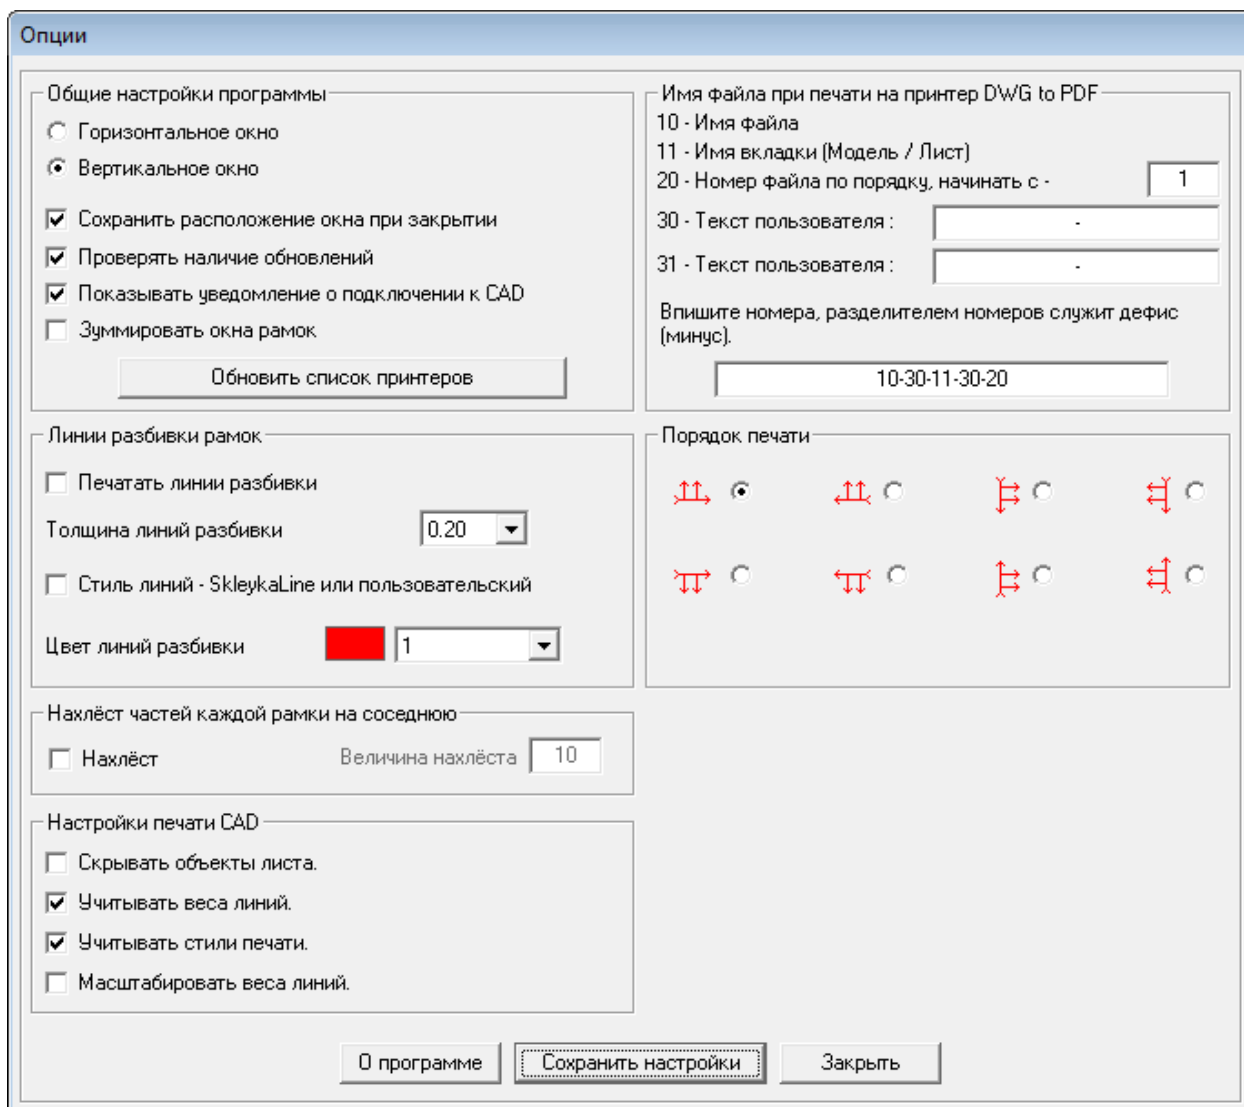 Опции
Общие настройки программы
Горизонтальное окно
Вертикальное окно
Сохранить расположение окна при закрытии
Проверять наличие обновлений
Показывать уведомление о подключении к CAD
Зуммировать окна рамок
Обновить список принтеров
Имя файла при печати на принтер DWG to PDF
10 - Имя файла
11 - Имя вкладки (Модель / Лист)
20 - Номер файла по порядку, начинать с - 1
30 - Текст пользователя : -
31 - Текст пользователя : -
Впишите номера, разделителем номеров служит дефис
(минус).
10-30-11-30-20
Линии разбивки рамок
Печатать линии разбивки
Толщина линий разбивки 0.20
Стиль линий - SkleykaLine или пользовательский
Цвет линий разбивки 1
Порядок печати
Нахлёст частей каждой рамки на соседнюю
Нахлёст Величина нахлёста 10
Настройки печати CAD
Скрывать объекты листа.
Учитывать веса линий.
Учитывать стили печати.
Масштабировать веса линий.
О программе Сохранить настройки Закрыть